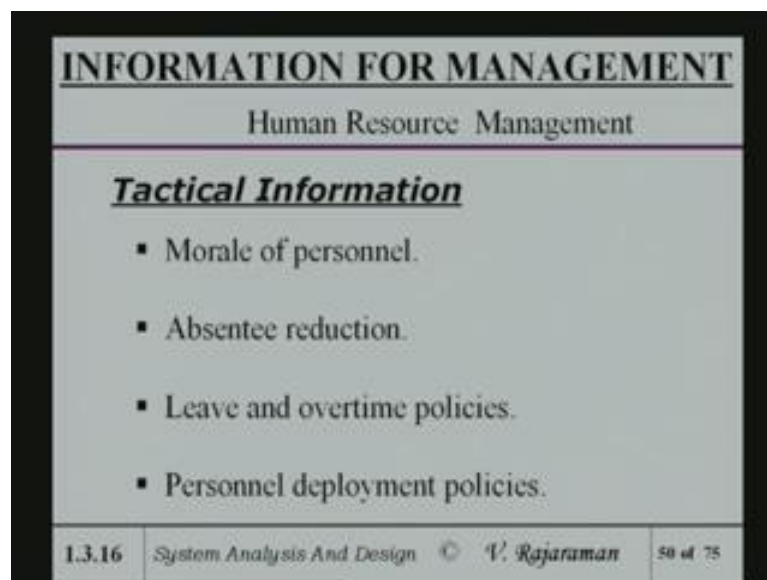 INFORMATION FOR MANAGEMENT
Human Resource Management
Tactical Information
▪ Morale of personnel.
▪ Absentee reduction.
▪ Leave and overtime policies.
▪ Personnel deployment policies.
1.3.16 System Analysis And Design © V. Rajaraman 50 of 75